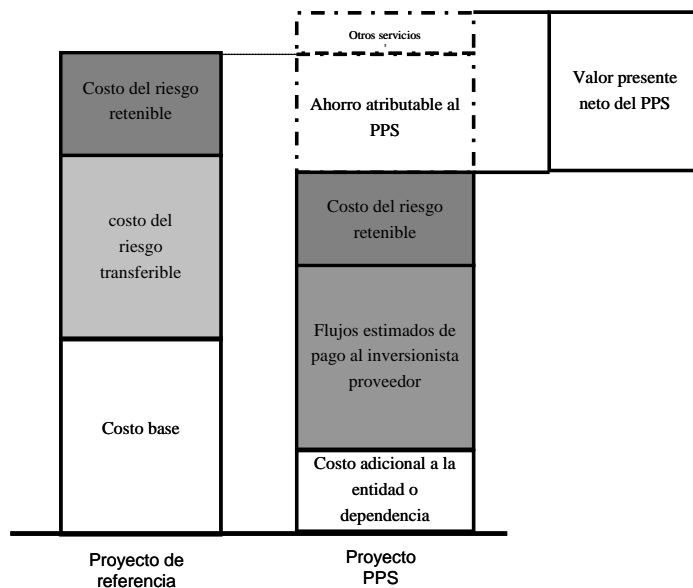 Otros servicios
Costo del riesgo
retenible
Ahorro atribuible al
PPS
Valor presente
neto del PPS
costo del
riesgo
transferible
Costo del riesgo
retenible
Flujos estimados de
pago al inversionista
proveedor
Costo base
Costo adicional a la
entidad o
dependencia
Proyecto de
referencia
Proyecto
PPS